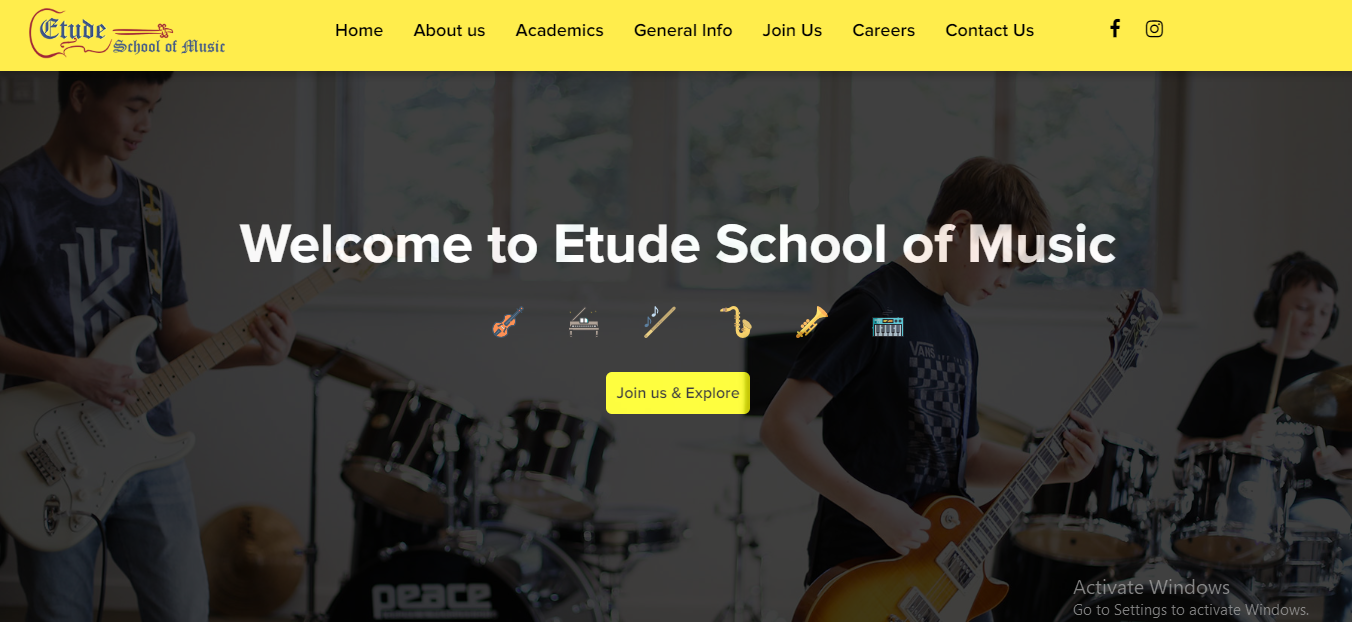 Etude
School of Music
Home About us Academics General Info Join Us Careers Contact Us
Welcome to Etude School of Music
Join us & Explore
VANS
peace
Activate Windows
Go to Settings to activate Windows.